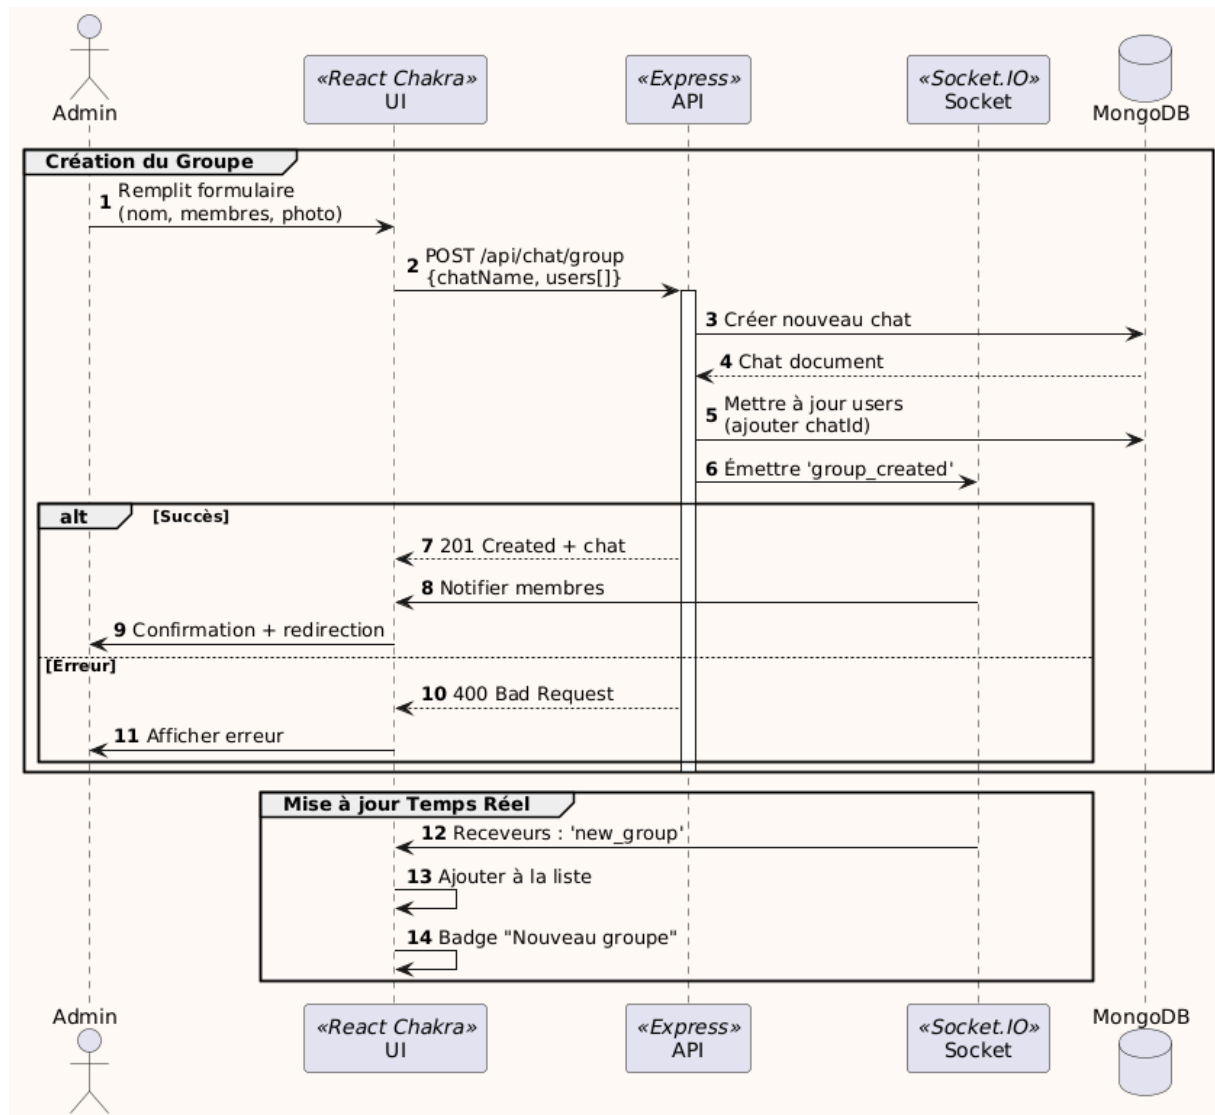 Admin
«React Chakra»
UI
«Express»
API
«Socket.IO»
Socket
MongoDB
Création du Groupe
1 Remplit formulaire
(nom, membres, photo)
2 POST /api/chat/group
{chatName, users[]}
3 Créer nouveau chat
4 Chat document
5 Mettre à jour users
(ajouter chatId)
6 Émettre 'group_created'
alt [Succès]
7 201 Created + chat
8 Notifier membres
9 Confirmation + redirection
[Erreur]
10 400 Bad Request
11 Afficher erreur
Mise à jour Temps Réel
12 Receveurs : 'new_group'
13 Ajouter à la liste
14 Badge "Nouveau groupe"
Admin
«React Chakra»
UI
«Express»
API
«Socket.IO»
Socket
MongoDB